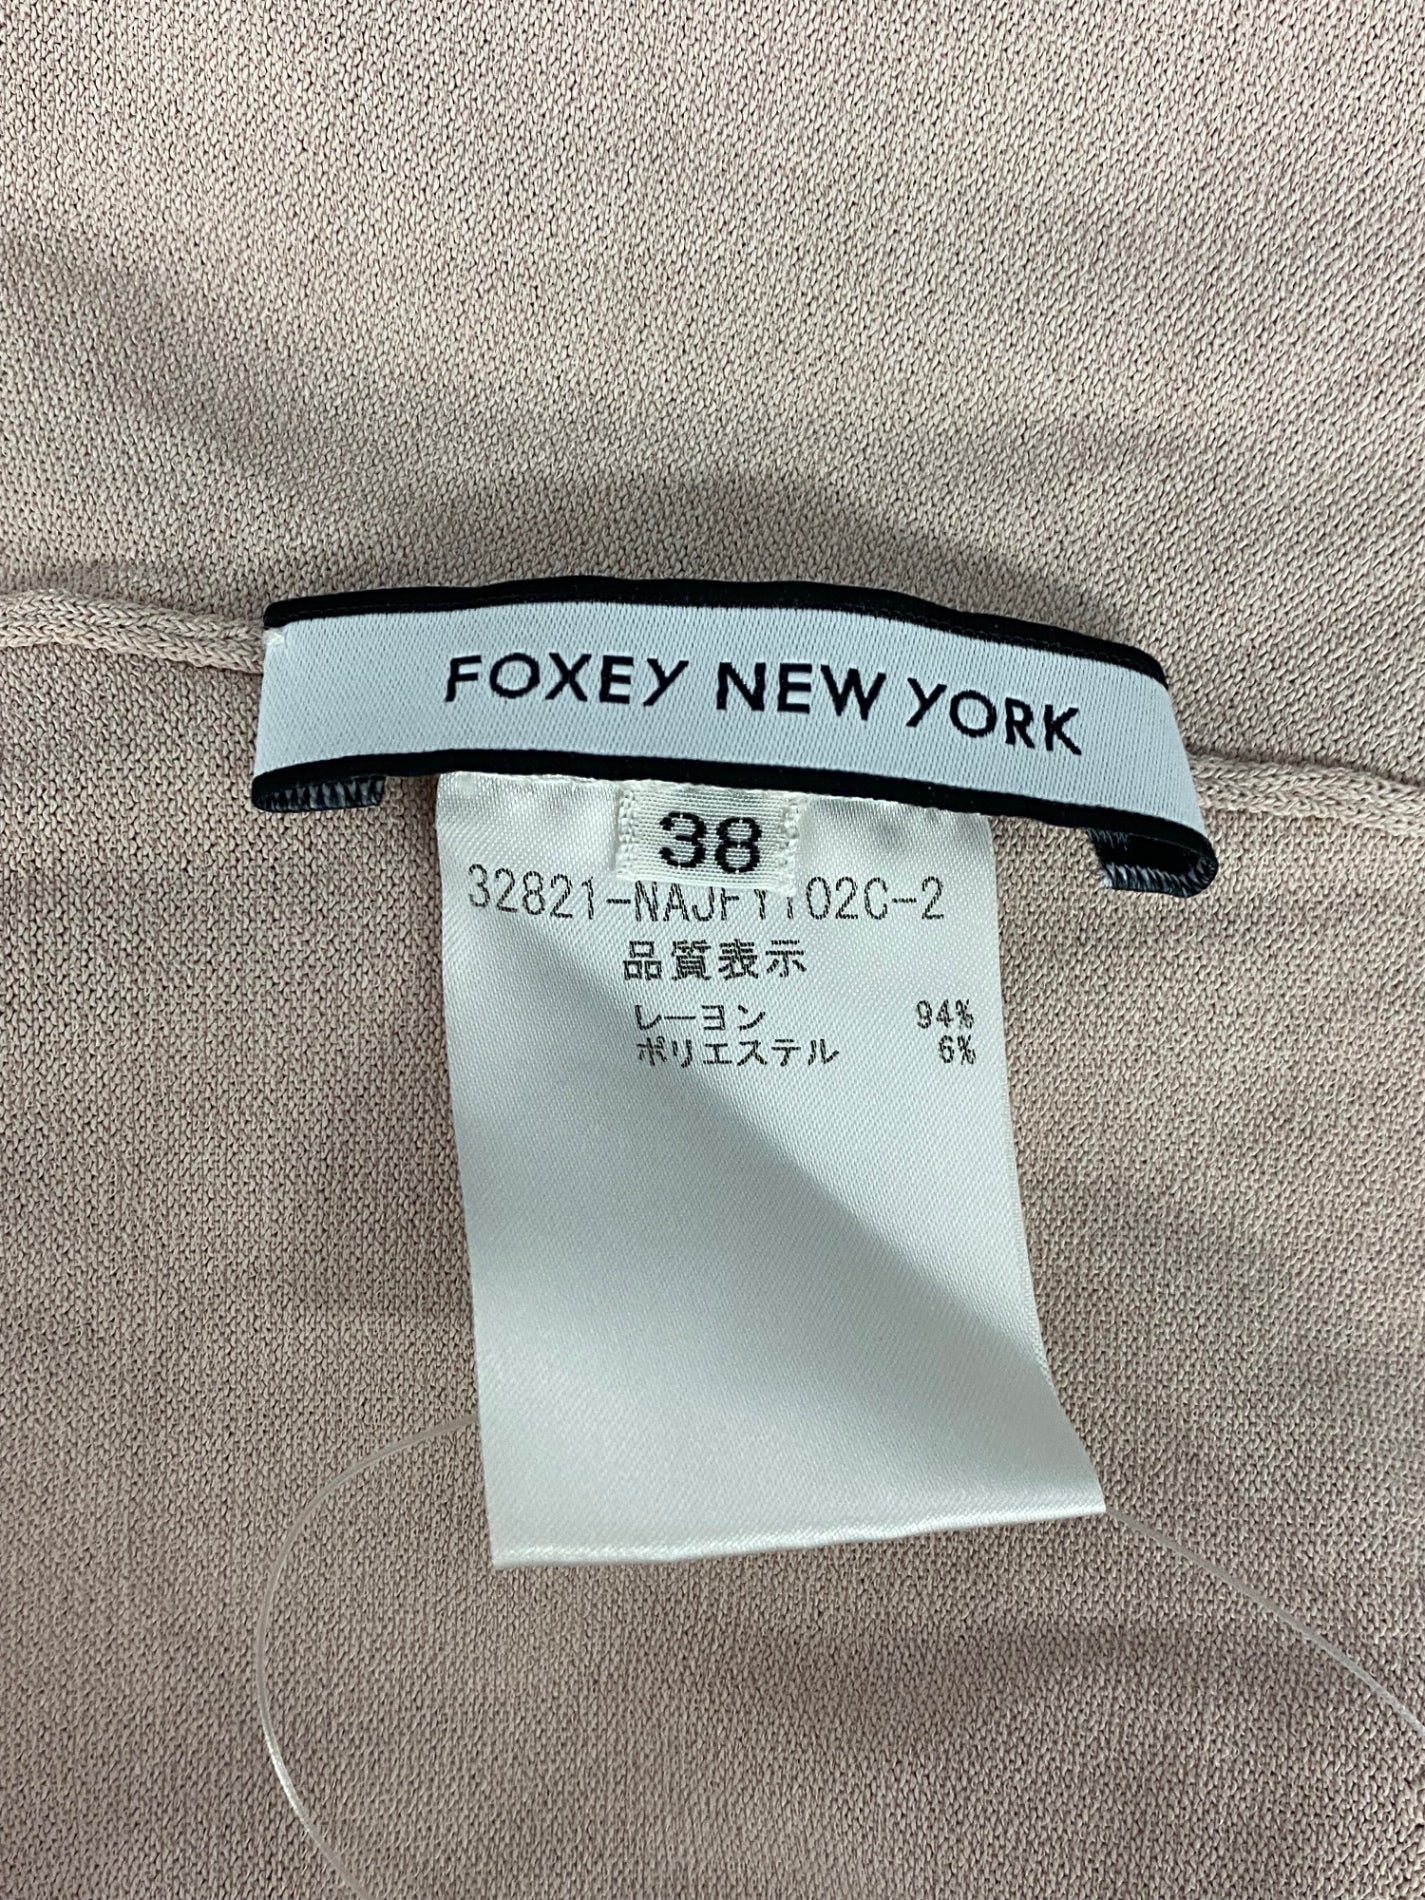 FOXEY NEW YORK
38
32821-NAJFY102C-2
品質表示
レーヨン 94%
ポリエステル 6%